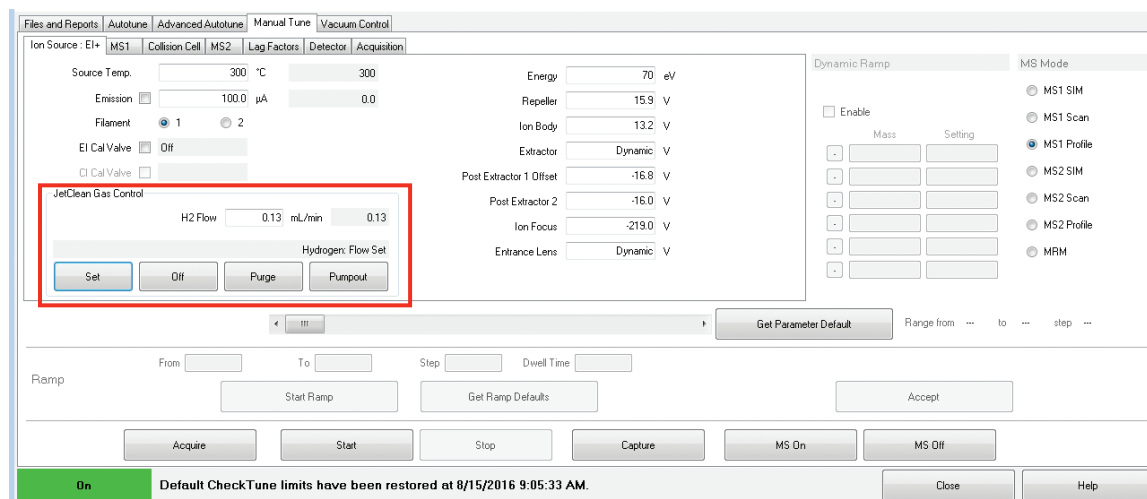 Files and Reports Autotune Advanced Autotune Manual Tune Vacuum Control
Ion Source : EI+ MS1 Collision Cell MS2 Lag Factors Detector Acquisition
Source Temp. 300 °C 300
Emission 100.0 µA 0.0
Filament 1 2
EI Cal Valve Off
CI Cal Valve
JetClean Gas Control
H2 Flow 0.13 mL/min 0.13
Hydrogen: Flow Set
Set Off Purge Pumpout
Energy 70 eV
Repeller 15.9 V
Ion Body 13.2 V
Extractor Dynamic V
Post Extractor 1 Offset -16.8 V
Post Extractor 2 -16.0 V
Ion Focus -219.0 V
Entrance Lens Dynamic V
Dynamic Ramp
Enable
Mass Setting
-
-
-
-
-
-
MS Mode
MS1 SIM
MS1 Scan
MS1 Profile
MS2 SIM
MS2 Scan
MS2 Profile
MRM
Get Parameter Default Range from --- to --- step ---
Ramp
From To Step Dwell Time
Start Ramp Get Ramp Defaults Accept
Acquire Start Stop Capture MS On MS Off
On Default CheckTune limits have been restored at 8/15/2016 9:05:33 AM. Close Help